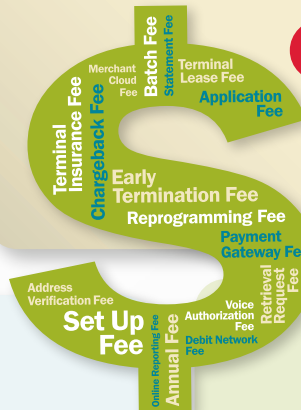 Batch Fee
Statement Fee
Merchant
Cloud
Fee
Terminal
Lease Fee
Application
Fee
Terminal
Insurance Fee
Chargeback Fee
Early
Termination Fee
Reprogramming Fee
Payment
Gateway Fe
Address
Verification Fee
Set Up
Fee
Online Reporting Fee
Annual Fee
Voice
Authorization
Fee
Debit Network
Fee
Retrieval
Request
Fee